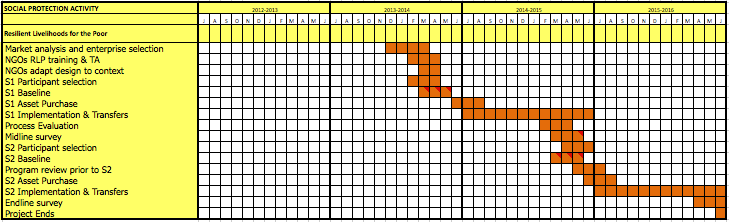 SOCIAL PROTECTION ACTIVITY 2012-2013 2013-2014 2014-2015 2015-2016
J A S O N D J F M A M J J A S O N D J F M A M J J A S O N D J F M A M J J A S O N D J F M A M J
Resilient Livelihoods for the Poor
Market analysis and enterprise selection
NGOs RLP training & TA
NGOs adapt design to context
S1 Participant selection
S1 Baseline
S1 Asset Purchase
S1 Implementation & Transfers
Process Evaluation
Midline survey
S2 Participant selection
S2 Baseline
Program review prior to S2
S2 Asset Purchase
S2 Implementation & Transfers
Endline survey
Project Ends